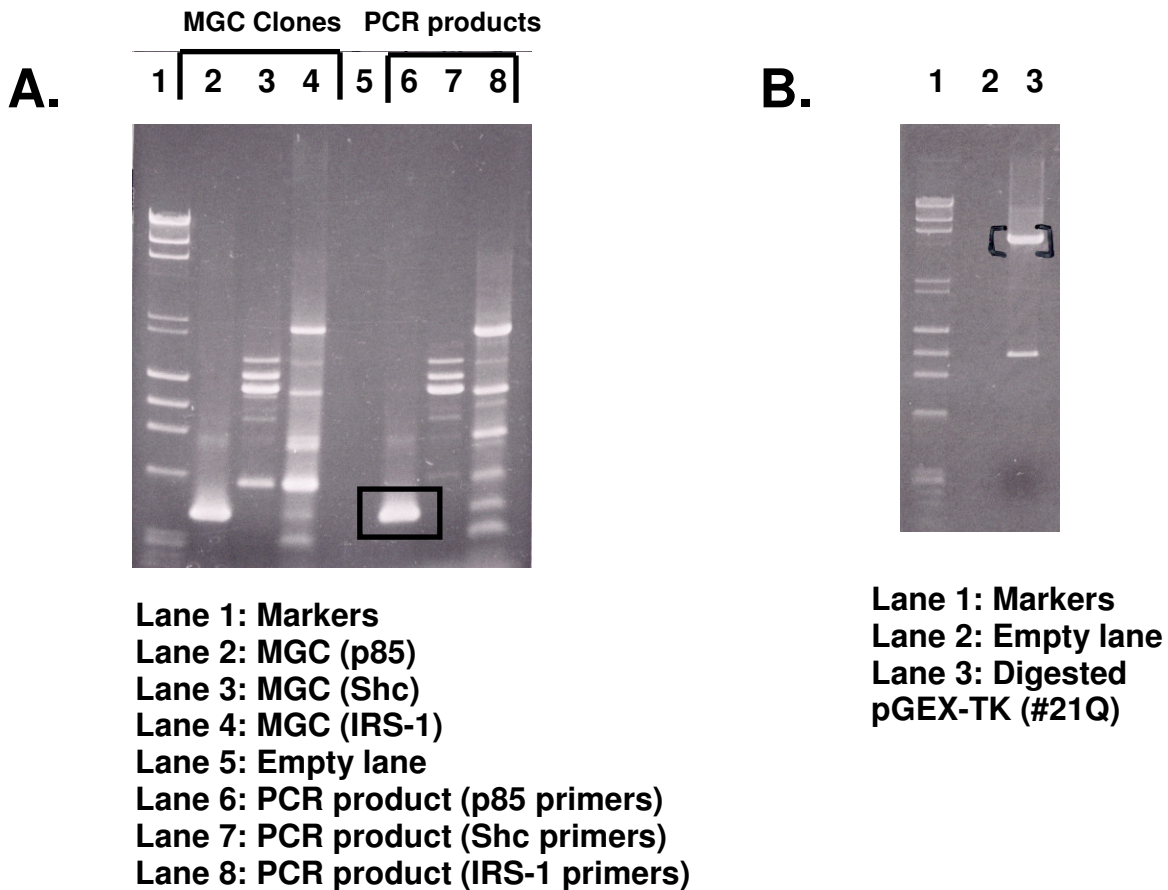 MGC Clones PCR products
A. 1 2 3 4 5 6 7 8
B. 1 2 3
Lane 1: Markers
Lane 2: MGC (p85)
Lane 3: MGC (Shc)
Lane 4: MGC (IRS-1)
Lane 5: Empty lane
Lane 6: PCR product (p85 primers)
Lane 7: PCR product (Shc primers)
Lane 8: PCR product (IRS-1 primers)
Lane 1: Markers
Lane 2: Empty lane
Lane 3: Digested
pGEX-TK (#21Q)